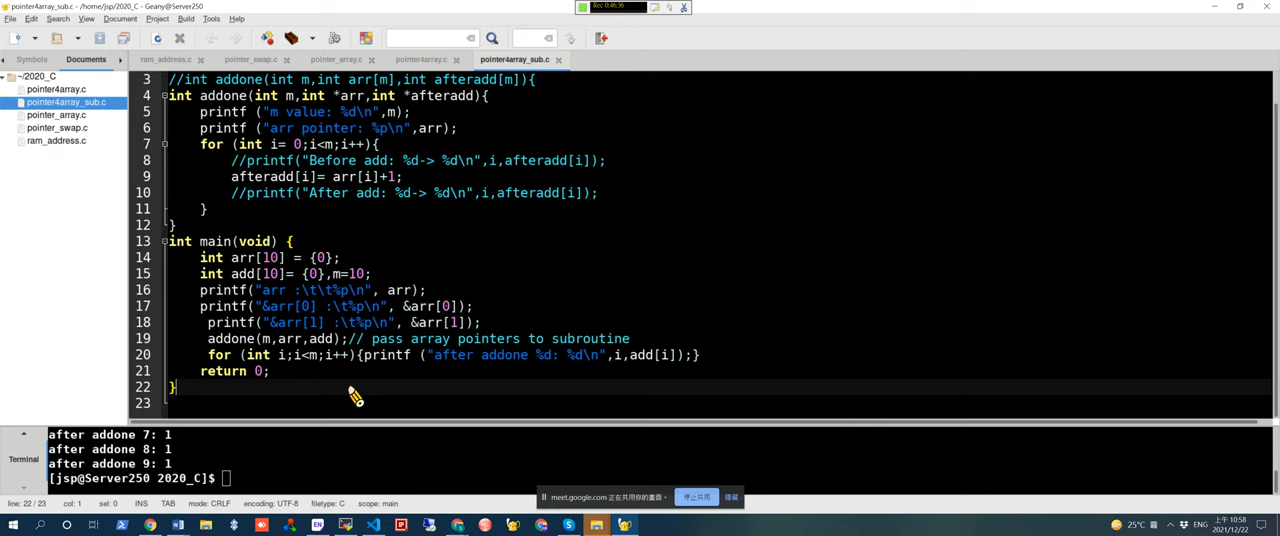 pointer4array_sub.c - /home/jsp/2020_C - Geany@Server250
Rec 0:46:36
File Edit Search View Document Project Build Tools Help
Symbols Documents
ram_address.c pointer_swap.c pointer_array.c pointer4array.c pointer4array_sub.c
~/2020_C
pointer4array.c
pointer4array_sub.c
pointer_array.c
pointer_swap.c
ram_address.c
3 //int addone(int m,int arr[m],int afteradd[m]){
4 int addone(int m,int *arr,int *afteradd){
5 printf ("m value: %d\n",m);
6 printf ("arr pointer: %p\n",arr);
7 for (int i= 0;i<m;i++){
8 //printf("Before add: %d-> %d\n",i,afteradd[i]);
9 afteradd[i]= arr[i]+1;
10 //printf("After add: %d-> %d\n",i,afteradd[i]);
11 }
12 }
13 int main(void) {
14 int arr[10] = {0};
15 int add[10]= {0},m=10;
16 printf("arr :\t\t%p\n", arr);
17 printf("&arr[0] :\t%p\n", &arr[0]);
18 printf("&arr[1] :\t%p\n", &arr[1]);
19 addone(m,arr,add);// pass array pointers to subroutine
20 for (int i;i<m;i++){printf ("after addone %d: %d\n",i,add[i]);}
21 return 0;
22 }
23
Terminal
after addone 7: 1
after addone 8: 1
after addone 9: 1
[jsp@Server250 2020_C]$
meet.google.com 正在共用你的畫面。 停止共用 隱藏
line: 22 / 23 col: 1 sel: 0 INS TAB mode: CRLF encoding: UTF-8 filetype: C scope: main
EN
25°C
ENG
上午 10:58
2021/12/22